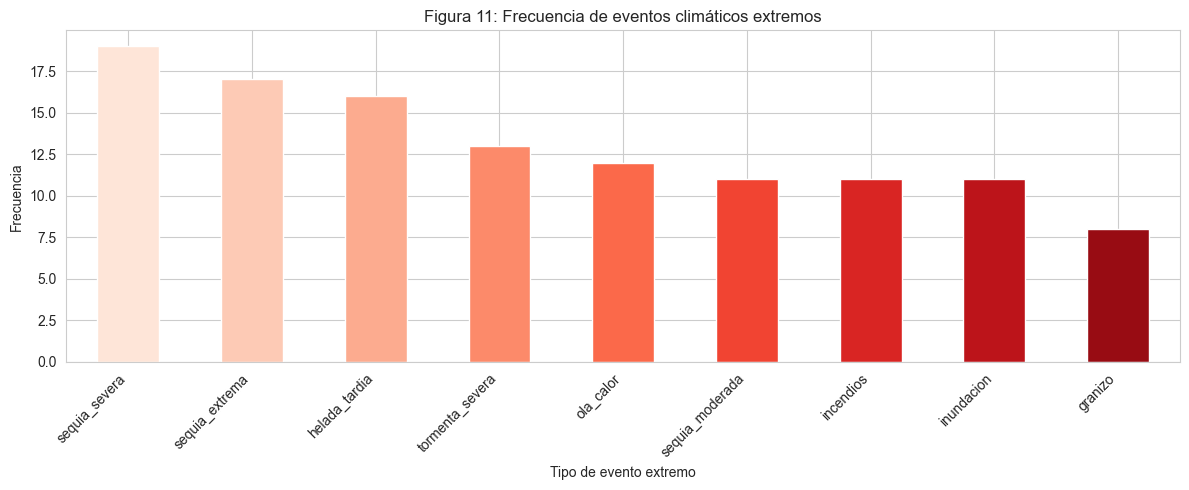 Figura 11: Frecuencia de eventos climáticos extremos
Frecuencia
17.5
15.0
12.5
10.0
7.5
5.0
2.5
0.0
sequia_severa
sequia_extrema
helada_tardia
tormenta_severa
ola_calor
sequia_moderada
incendios
inundacion
granizo
Tipo de evento extremo